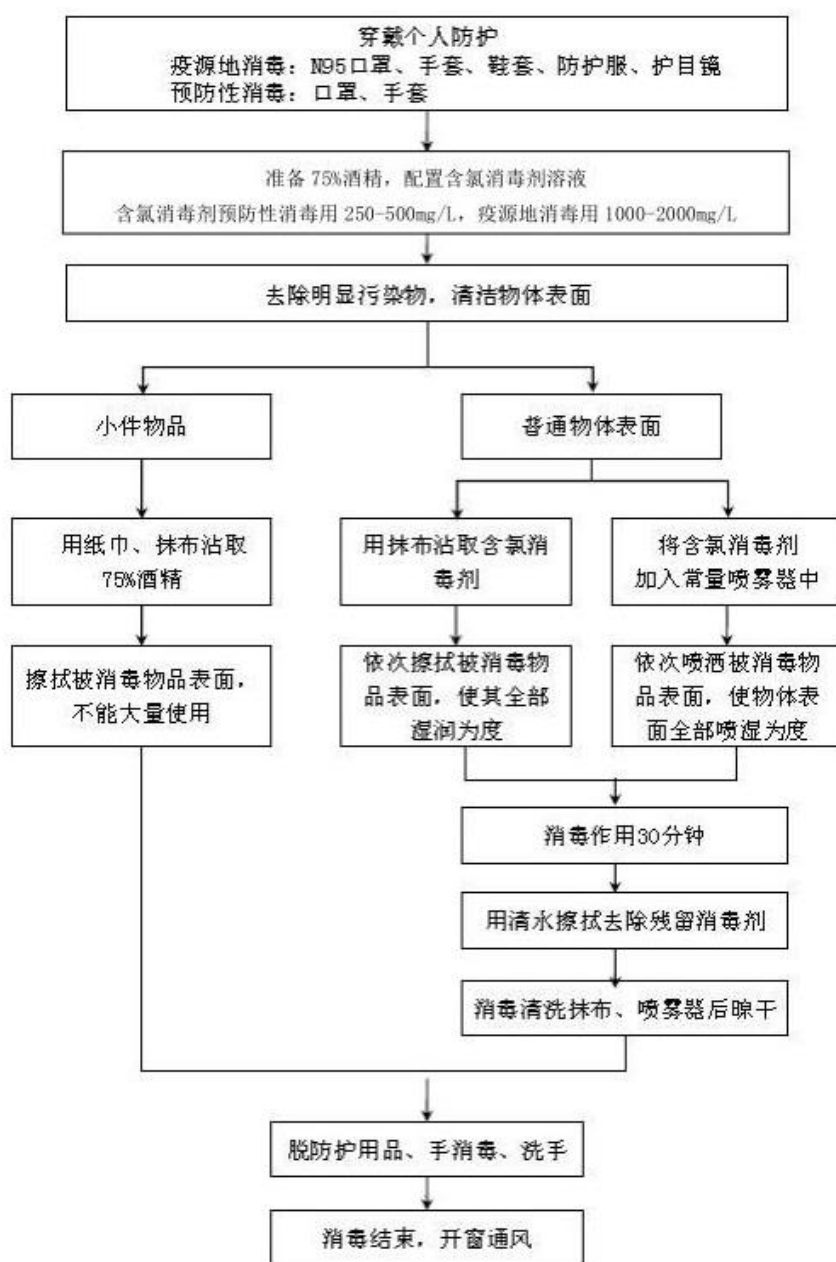 穿戴个人防护
疫源地消毒：N95口罩、手套、鞋套、防护服、护目镜
预防性消毒：口罩、手套
准备 75%酒精，配置含氯消毒剂溶液
含氯消毒剂预防性消毒用 250-500mg/L，疫源地消毒用 1000-2000mg/L
去除明显污染物，清洁物体表面
小件物品
普通物体表面
用纸巾、抹布沾取
75%酒精
用抹布沾取含氯消
毒剂
将含氯消毒剂
加入常量喷雾器中
擦拭被消毒物品表面，
不能大量使用
依次擦拭被消毒物
品表面，使其全部
湿润为度
依次喷洒被消毒物
品表面，使物体表
面全部喷湿为度
消毒作用30分钟
用清水擦拭去除残留消毒剂
消毒清洗抹布、喷雾器后晾干
脱防护用品、手消毒、洗手
消毒结束，开窗通风